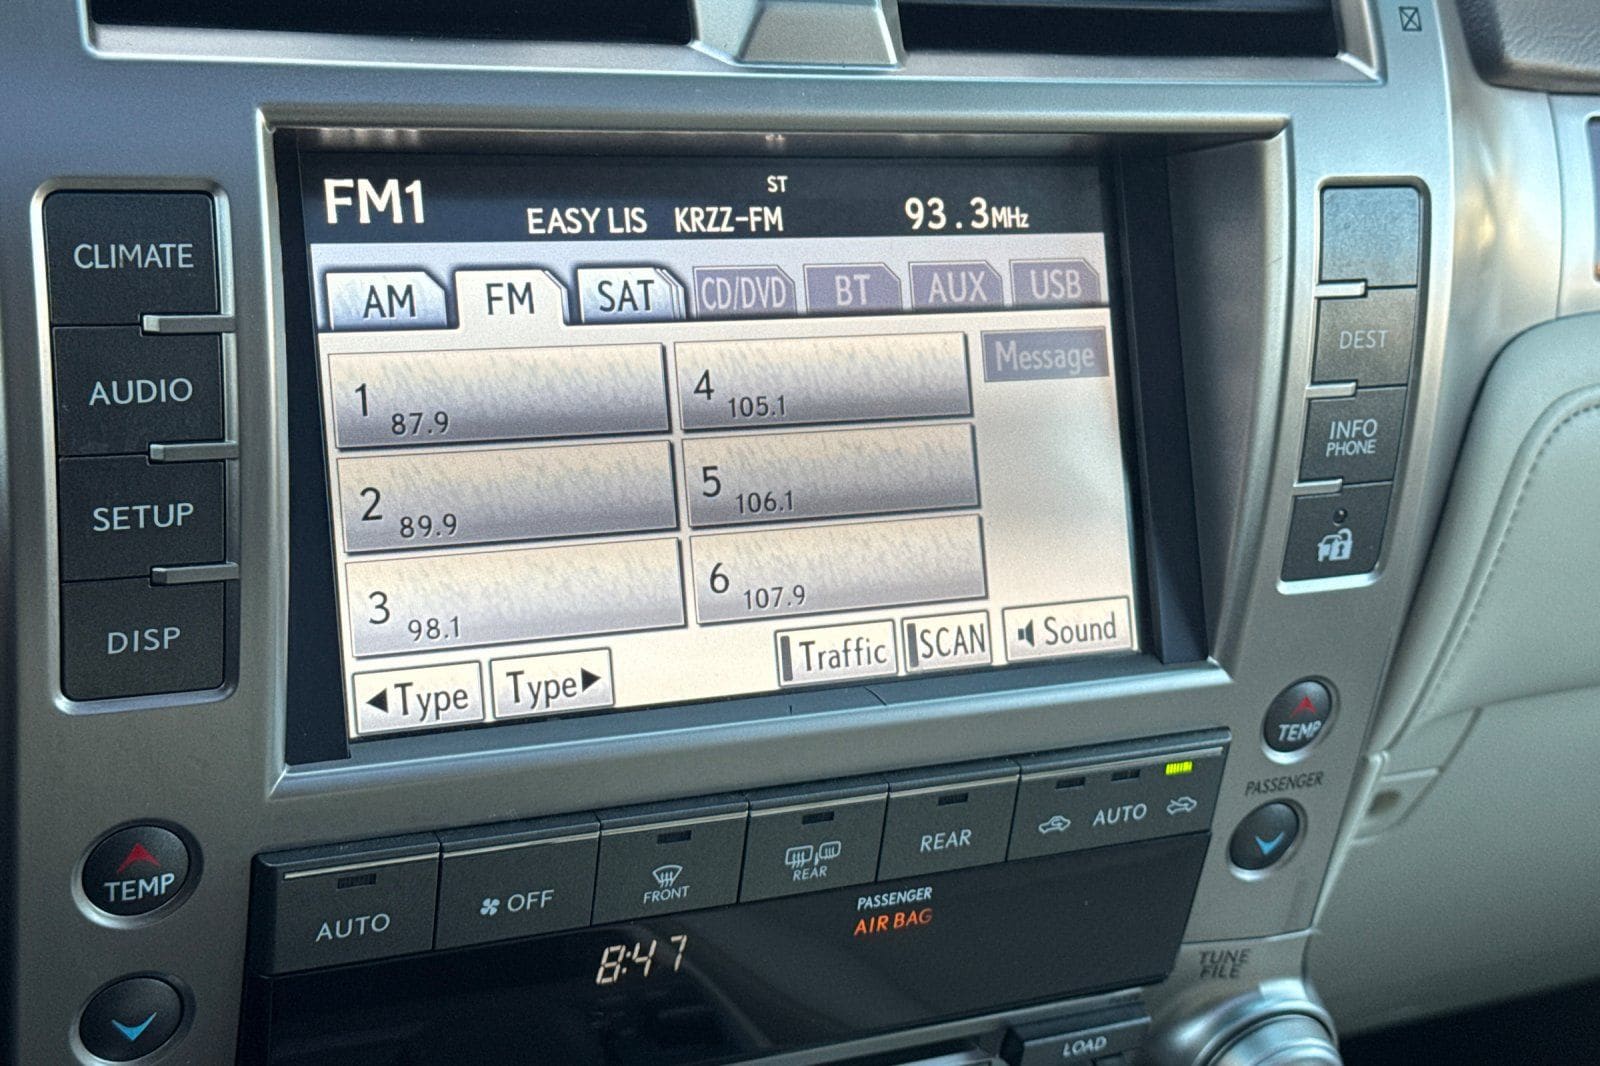 FM1
ST
EASY LIS KRZZ-FM 93.3MHz
AM FM SAT CD/DVD BT AUX USB
Message
1 87.9
4 105.1
2 89.9
5 106.1
3 98.1
6 107.9
◀Type Type▶ Traffic SCAN Sound
CLIMATE
AUDIO
SETUP
DISP
DEST
INFO
PHONE
TEMP
PASSENGER
TEMP
AUTO
OFF
FRONT
REAR
REAR
AUTO
PASSENGER
AIR BAG
8:47
TUNE
FILE
LOAD